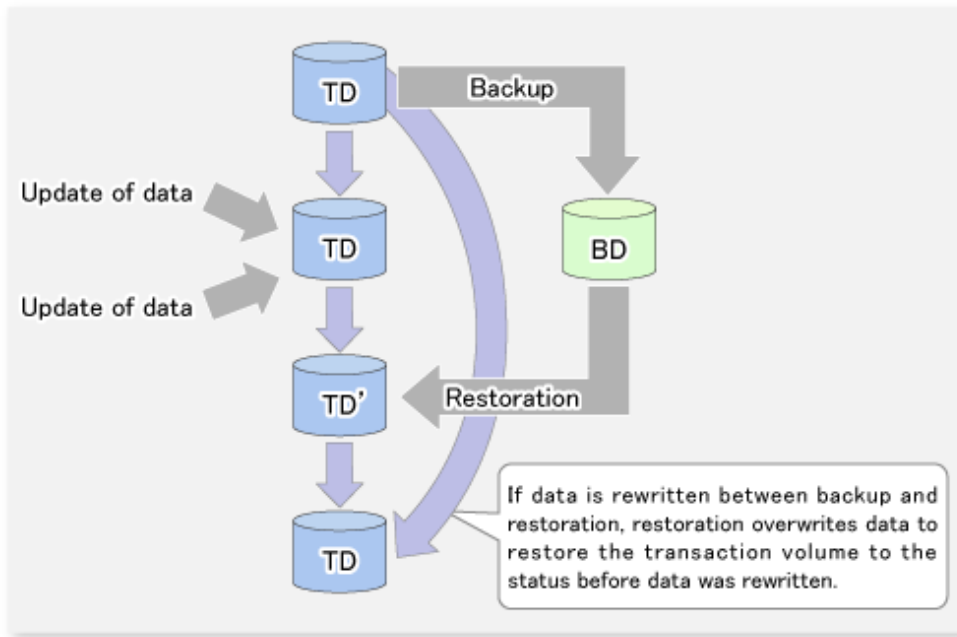 TD
Backup
Update of data
TD
BD
Update of data
TD'
Restoration
If data is rewritten between backup and
restoration, restoration overwrites data to
restore the transaction volume to the
status before data was rewritten.
TD